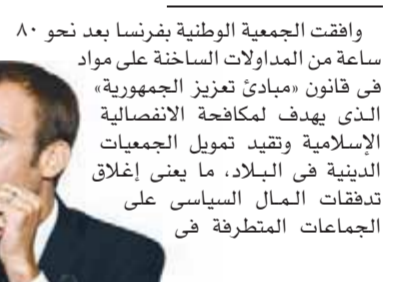 وافقت الجمعية الوطنية بفرنسا بعد نحو ٨٠
ساعة من المداولات الساخنة على مواد
فى قانون «مبادئ تعزيز الجمهورية»
الذى يهدف لمكافحة الانفصالية
الإسلامية وتقيد تمويل الجمعيات
الدينية فى البلاد، ما يعنى إغلاق
تدفقات المال السياسى على
الجماعات المتطرفة فى